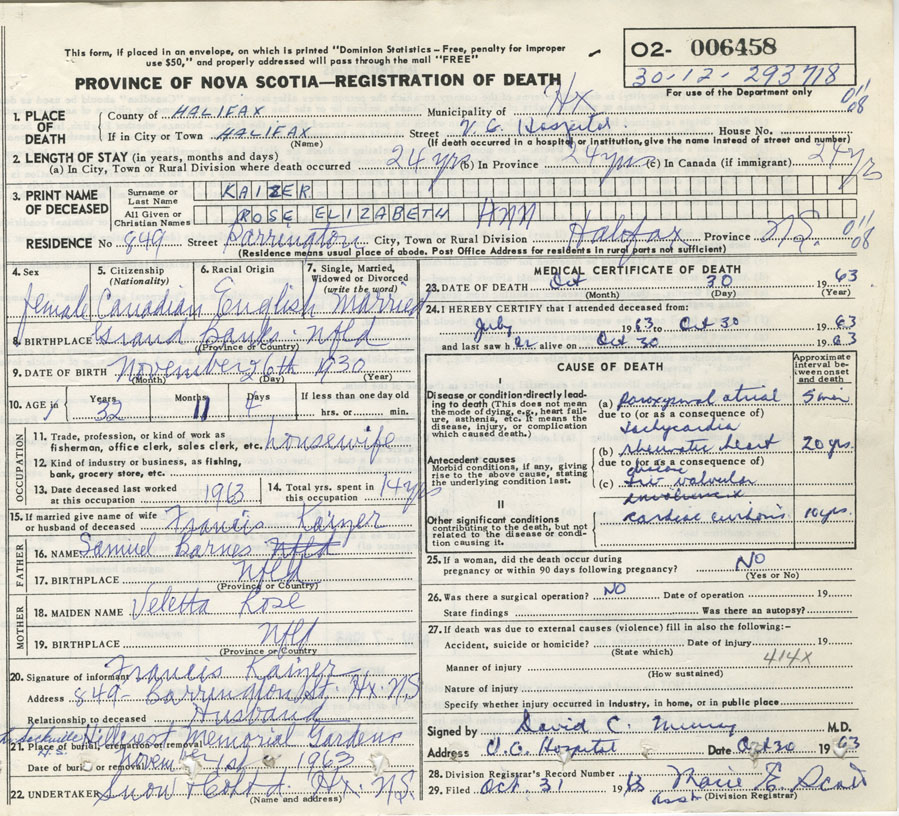 This form, if placed in an envelope, on which is printed "Dominion Statistics – Free, penalty for improper
use $50," and properly addressed will pass through the mail "FREE"
PROVINCE OF NOVA SCOTIA—REGISTRATION OF DEATH
02- 006458
30-12-293718
For use of the Department only
011
08
1. PLACE OF DEATH
County of HALIFAX Municipality of Hx
If in City or Town HALIFAX Street V. G. Hospital House No.
(Name) (If death occurred in a hospital or institution, give the name instead of street and number)
2. LENGTH OF STAY (in years, months and days)
(a) In City, Town or Rural Division where death occurred 24 yrs (b) In Province 24 yrs (c) In Canada (if immigrant) 24 yrs
3. PRINT NAME OF DECEASED
Surname or Last Name KAIZER
All Given or Christian Names ROSE ELIZABETH ANN
RESIDENCE No. 849 Street Barrington City, Town or Rural Division Halifax Province N.S. 011 08
(Residence means usual place of abode. Post Office Address for residents in rural parts not sufficient)
4. Sex 5. Citizenship (Nationality) 6. Racial Origin 7. Single, Married, Widowed or Divorced (write the word)
female Canadian English Married
8. BIRTHPLACE Grand Banks Nfld
(Province or Country)
9. DATE OF BIRTH November 26th 1930
(Month) (Day) (Year)
10. AGE Years Months Days If less than one day old
32 11 4 hrs. or min.
OCCUPATION
11. Trade, profession, or kind of work as
fisherman, office clerk, sales clerk, etc. housewife
12. Kind of industry or business, as fishing,
bank, grocery store, etc.
13. Date deceased last worked at this occupation 1963 14. Total yrs. spent in this occupation 14 yrs
15. If married give name of wife
or husband of deceased Francis Kaizer
FATHER
16. NAME Samuel Barnes Nfld
17. BIRTHPLACE Nfld
(Province or Country)
MOTHER
18. MAIDEN NAME Veletta Rose
19. BIRTHPLACE Nfld
(Province or Country
20. Signature of informant Francis Kaizer
Address 849 - Barrington St. Hx. NS
Relationship to deceased Husband
Sackville N.S. Hillcrest Memorial Gardens
21. Place of burial, cremation or removal
Date of burial or removal November 1st 1963
22. UNDERTAKER Snow & Co Ltd. Hx. N.S.
(Name and address)
MEDICAL CERTIFICATE OF DEATH
23. DATE OF DEATH Oct 30 1963
(Month) (Day) (Year)
24. I HEREBY CERTIFY that I attended deceased from:
July 1963 to Oct 30 1963
and last saw her alive on Oct 30 1963
CAUSE OF DEATH
Approximate interval between onset and death
I
Disease or condition directly leading to death (This does not mean the mode of dying, e.g., heart failure, asthenia, etc. It means the disease, injury, or complication which caused death.)
(a) paroxysmal atrial 5 min
due to (or as a consequence of)
tachycardia
Antecedent causes
Morbid conditions, if any, giving rise to the above cause, stating the underlying condition last.
(b) rheumatic heart 20 yrs.
due to (or as a consequence of)
disease
(c) tri valvular
II
Other significant conditions
contributing to the death, but not related to the disease or condition causing it.
cardiac cirrhosis 10 yrs.
25. If a woman, did the death occur during
pregnancy or within 90 days following pregnancy? NO
(Yes or No)
26. Was there a surgical operation? NO Date of operation 19
State findings Was there an autopsy?
27. If death was due to external causes (violence) fill in also the following:–
Accident, suicide or homicide? Date of injury 19
(State which)
414X
Manner of injury
(How sustained)
Nature of injury
Specify whether injury occurred in industry, in home, or in public place
Signed by David C Murray M.D.
Address V. G. Hospital Date Oct 30 1963
28. Division Registrar's Record Number
29. Filed Oct. 31 1963 Marie E. Scott
Asst (Division Registrar)